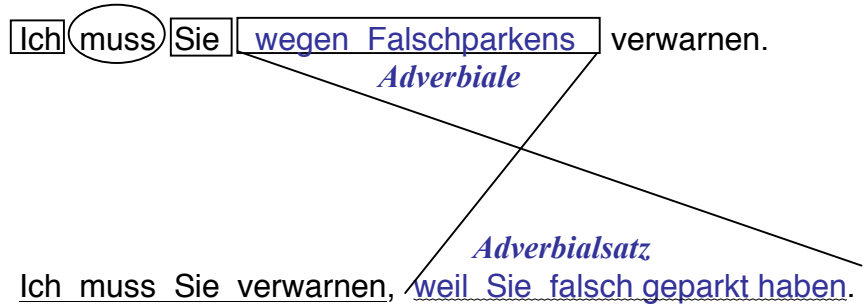 Ich muss Sie wegen Falschparkens verwarnen.
Adverbiale
Adverbialsatz
Ich muss Sie verwarnen, weil Sie falsch geparkt haben.